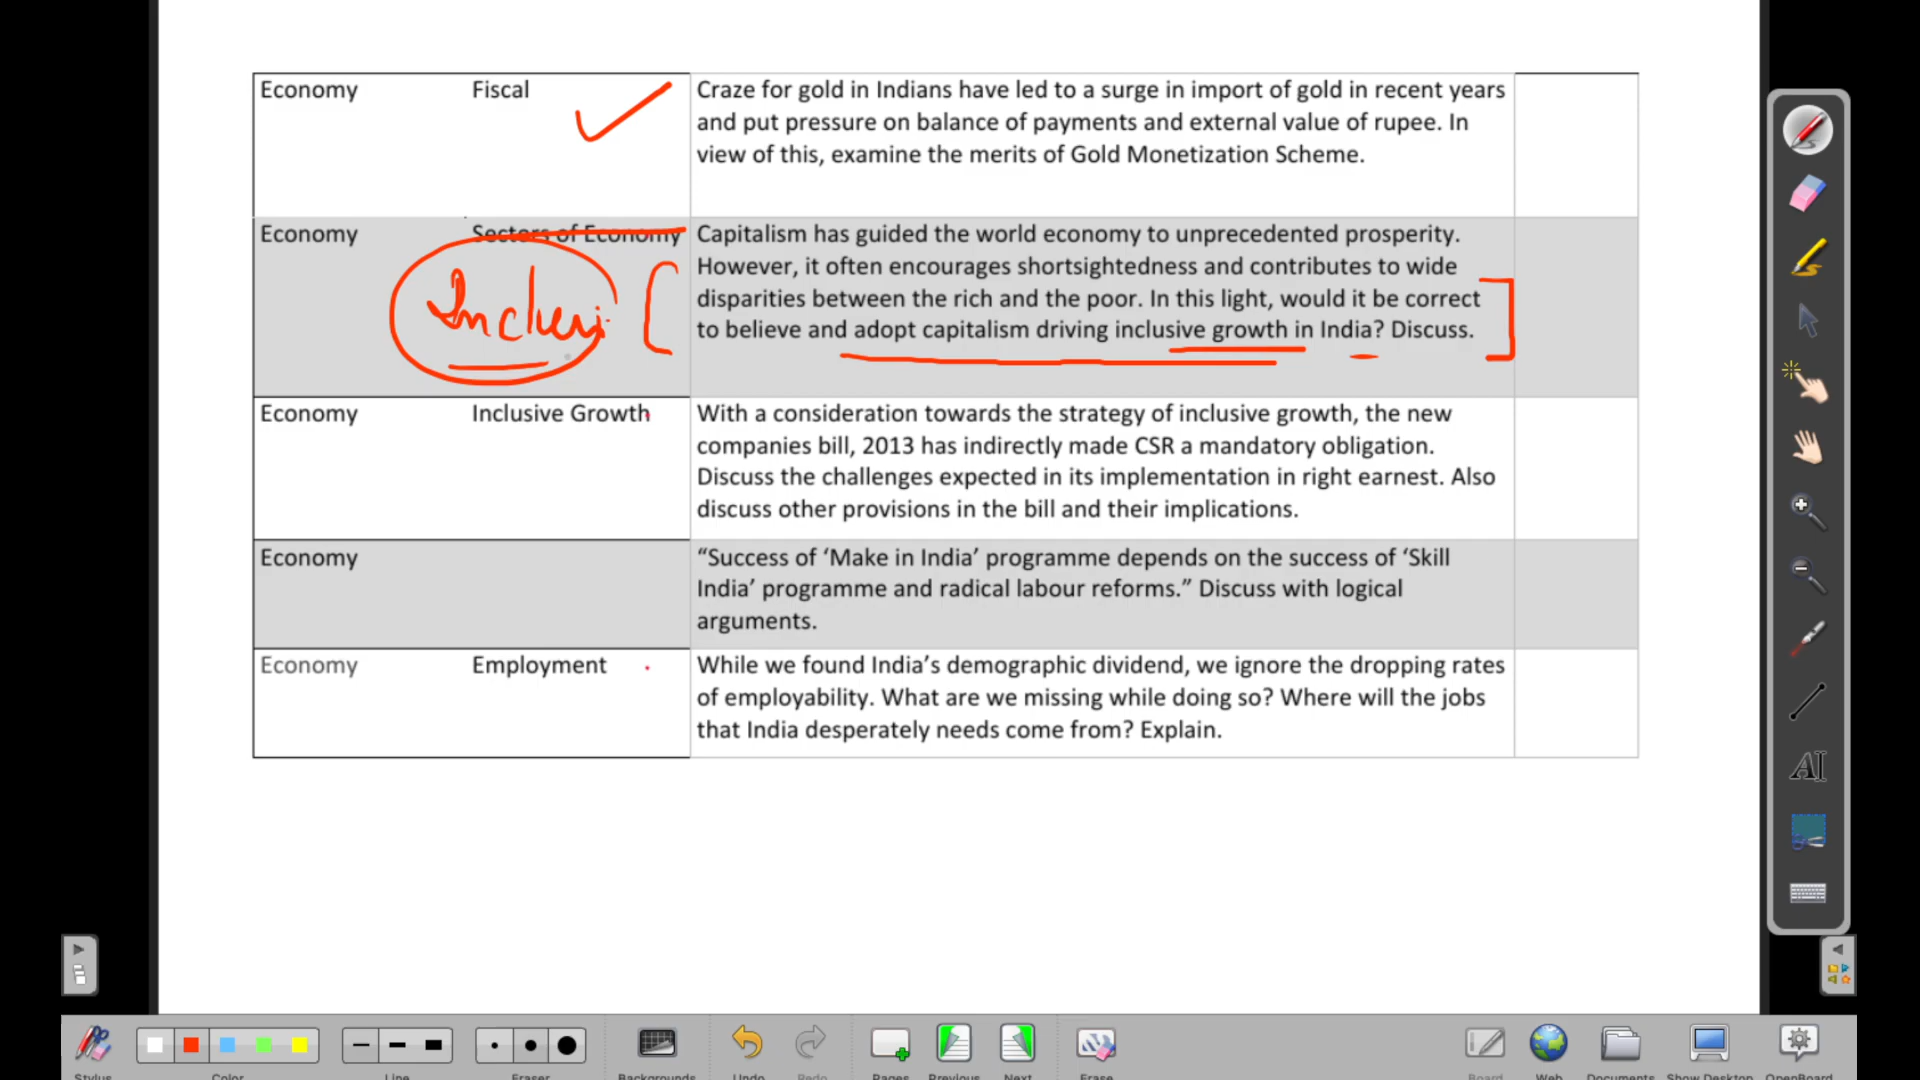 Economy Fiscal Craze for gold in Indians have led to a surge in import of gold in recent years
and put pressure on balance of payments and external value of rupee. In
view of this, examine the merits of Gold Monetization Scheme.
Economy Sectors of Economy Capitalism has guided the world economy to unprecedented prosperity.
However, it often encourages shortsightedness and contributes to wide
disparities between the rich and the poor. In this light, would it be correct
to believe and adopt capitalism driving inclusive growth in India? Discuss.
Economy Inclusive Growth With a consideration towards the strategy of inclusive growth, the new
companies bill, 2013 has indirectly made CSR a mandatory obligation.
Discuss the challenges expected in its implementation in right earnest. Also
discuss other provisions in the bill and their implications.
Economy “Success of ‘Make in India’ programme depends on the success of ‘Skill
India’ programme and radical labour reforms.” Discuss with logical
arguments.
Economy Employment While we found India’s demographic dividend, we ignore the dropping rates
of employability. What are we missing while doing so? Where will the jobs
that India desperately needs come from? Explain.
AI
Stylus Color Line Eraser Backgrounds Undo Redo Pages Previous Next Erase Board Web Documents Show Desktop OpenBoard